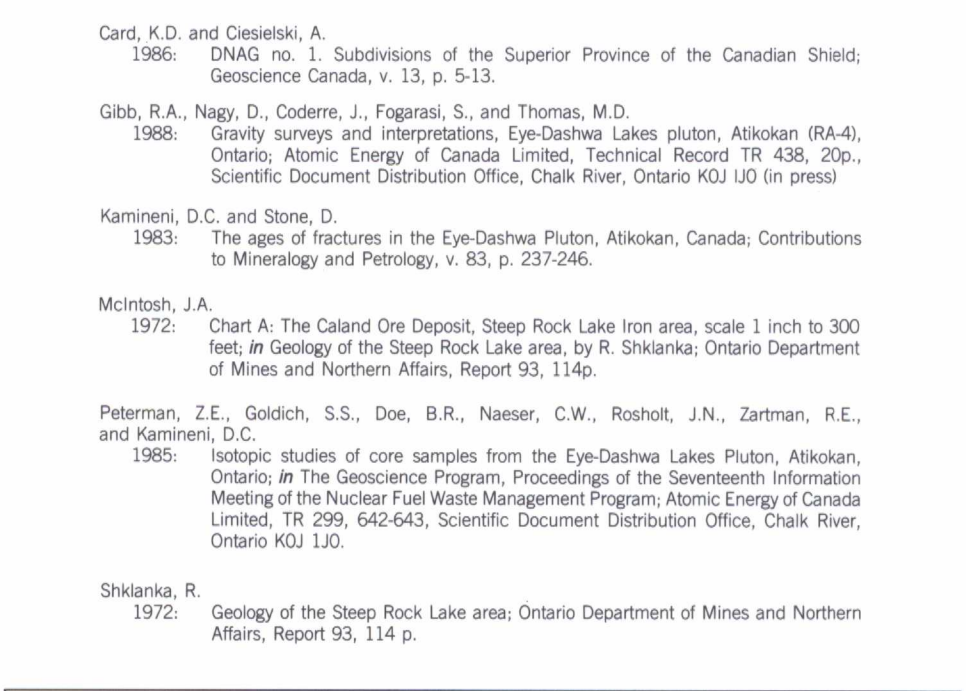 Card, K.D. and Ciesielski, A.
1986: DNAG no. 1. Subdivisions of the Superior Province of the Canadian Shield;
Geoscience Canada, v. 13, p. 5-13.
Gibb, R.A., Nagy, D., Coderre, J., Fogarasi, S., and Thomas, M.D.
1988: Gravity surveys and interpretations, Eye-Dashwa Lakes pluton, Atikokan (RA-4),
Ontario; Atomic Energy of Canada Limited, Technical Record TR 438, 20p.,
Scientific Document Distribution Office, Chalk River, Ontario K0J IJ0 (in press)
Kamineni, D.C. and Stone, D.
1983: The ages of fractures in the Eye-Dashwa Pluton, Atikokan, Canada; Contributions
to Mineralogy and Petrology, v. 83, p. 237-246.
McIntosh, J.A.
1972: Chart A: The Caland Ore Deposit, Steep Rock Lake Iron area, scale 1 inch to 300
feet; in Geology of the Steep Rock Lake area, by R. Shklanka; Ontario Department
of Mines and Northern Affairs, Report 93, 114p.
Peterman, Z.E., Goldich, S.S., Doe, B.R., Naeser, C.W., Rosholt, J.N., Zartman, R.E.,
and Kamineni, D.C.
1985: Isotopic studies of core samples from the Eye-Dashwa Lakes Pluton, Atikokan,
Ontario; in The Geoscience Program, Proceedings of the Seventeenth Information
Meeting of the Nuclear Fuel Waste Management Program; Atomic Energy of Canada
Limited, TR 299, 642-643, Scientific Document Distribution Office, Chalk River,
Ontario K0J 1J0.
Shklanka, R.
1972: Geology of the Steep Rock Lake area; Ontario Department of Mines and Northern
Affairs, Report 93, 114 p.